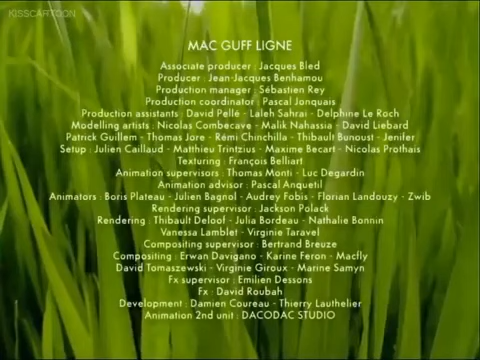 KISSCARTOON
MAC GUFF LIGNE
Associate producer : Jacques Bled
Producer : Jean-Jacques Benhamou
Production manager : Sébastien Rey
Production coordinator : Pascal Jonquais
Production assistants : David Pellé - Laleh Sahrai - Delphine Le Roch
Modelling artists : Nicolas Combecave - Malik Nahassia - David Liebard
Patrick Guillem - Thomas Jore - Rémi Chinchilla - Thibault Bunoust - Jenifer
Setup : Julien Caillaud - Matthieu Trintzius - Maxime Becart - Nicolas Prothais
Texturing : François Belliart
Animation supervisors : Thomas Monti - Luc Degardin
Animation advisor : Pascal Anquetil
Animators : Boris Plateau - Julien Bagnol - Audrey Fobis - Florian Landouzy - Zwib
Rendering supervisor : Jackson Polack
Rendering : Thibault Deloof - Julia Bordeau - Nathalie Bonnin
Vanessa Lamblet - Virginie Taravel
Compositing supervisor : Bertrand Breuze
Compositing : Erwan Davigano - Karine Feron - Macfly
David Tomaszewski - Virginie Giroux - Marine Samyn
Fx supervisor : Emilien Dessons
Fx : David Roubah
Development : Damien Coureau - Thierry Lauthelier
Animation 2nd unit : DACODAC STUDIO